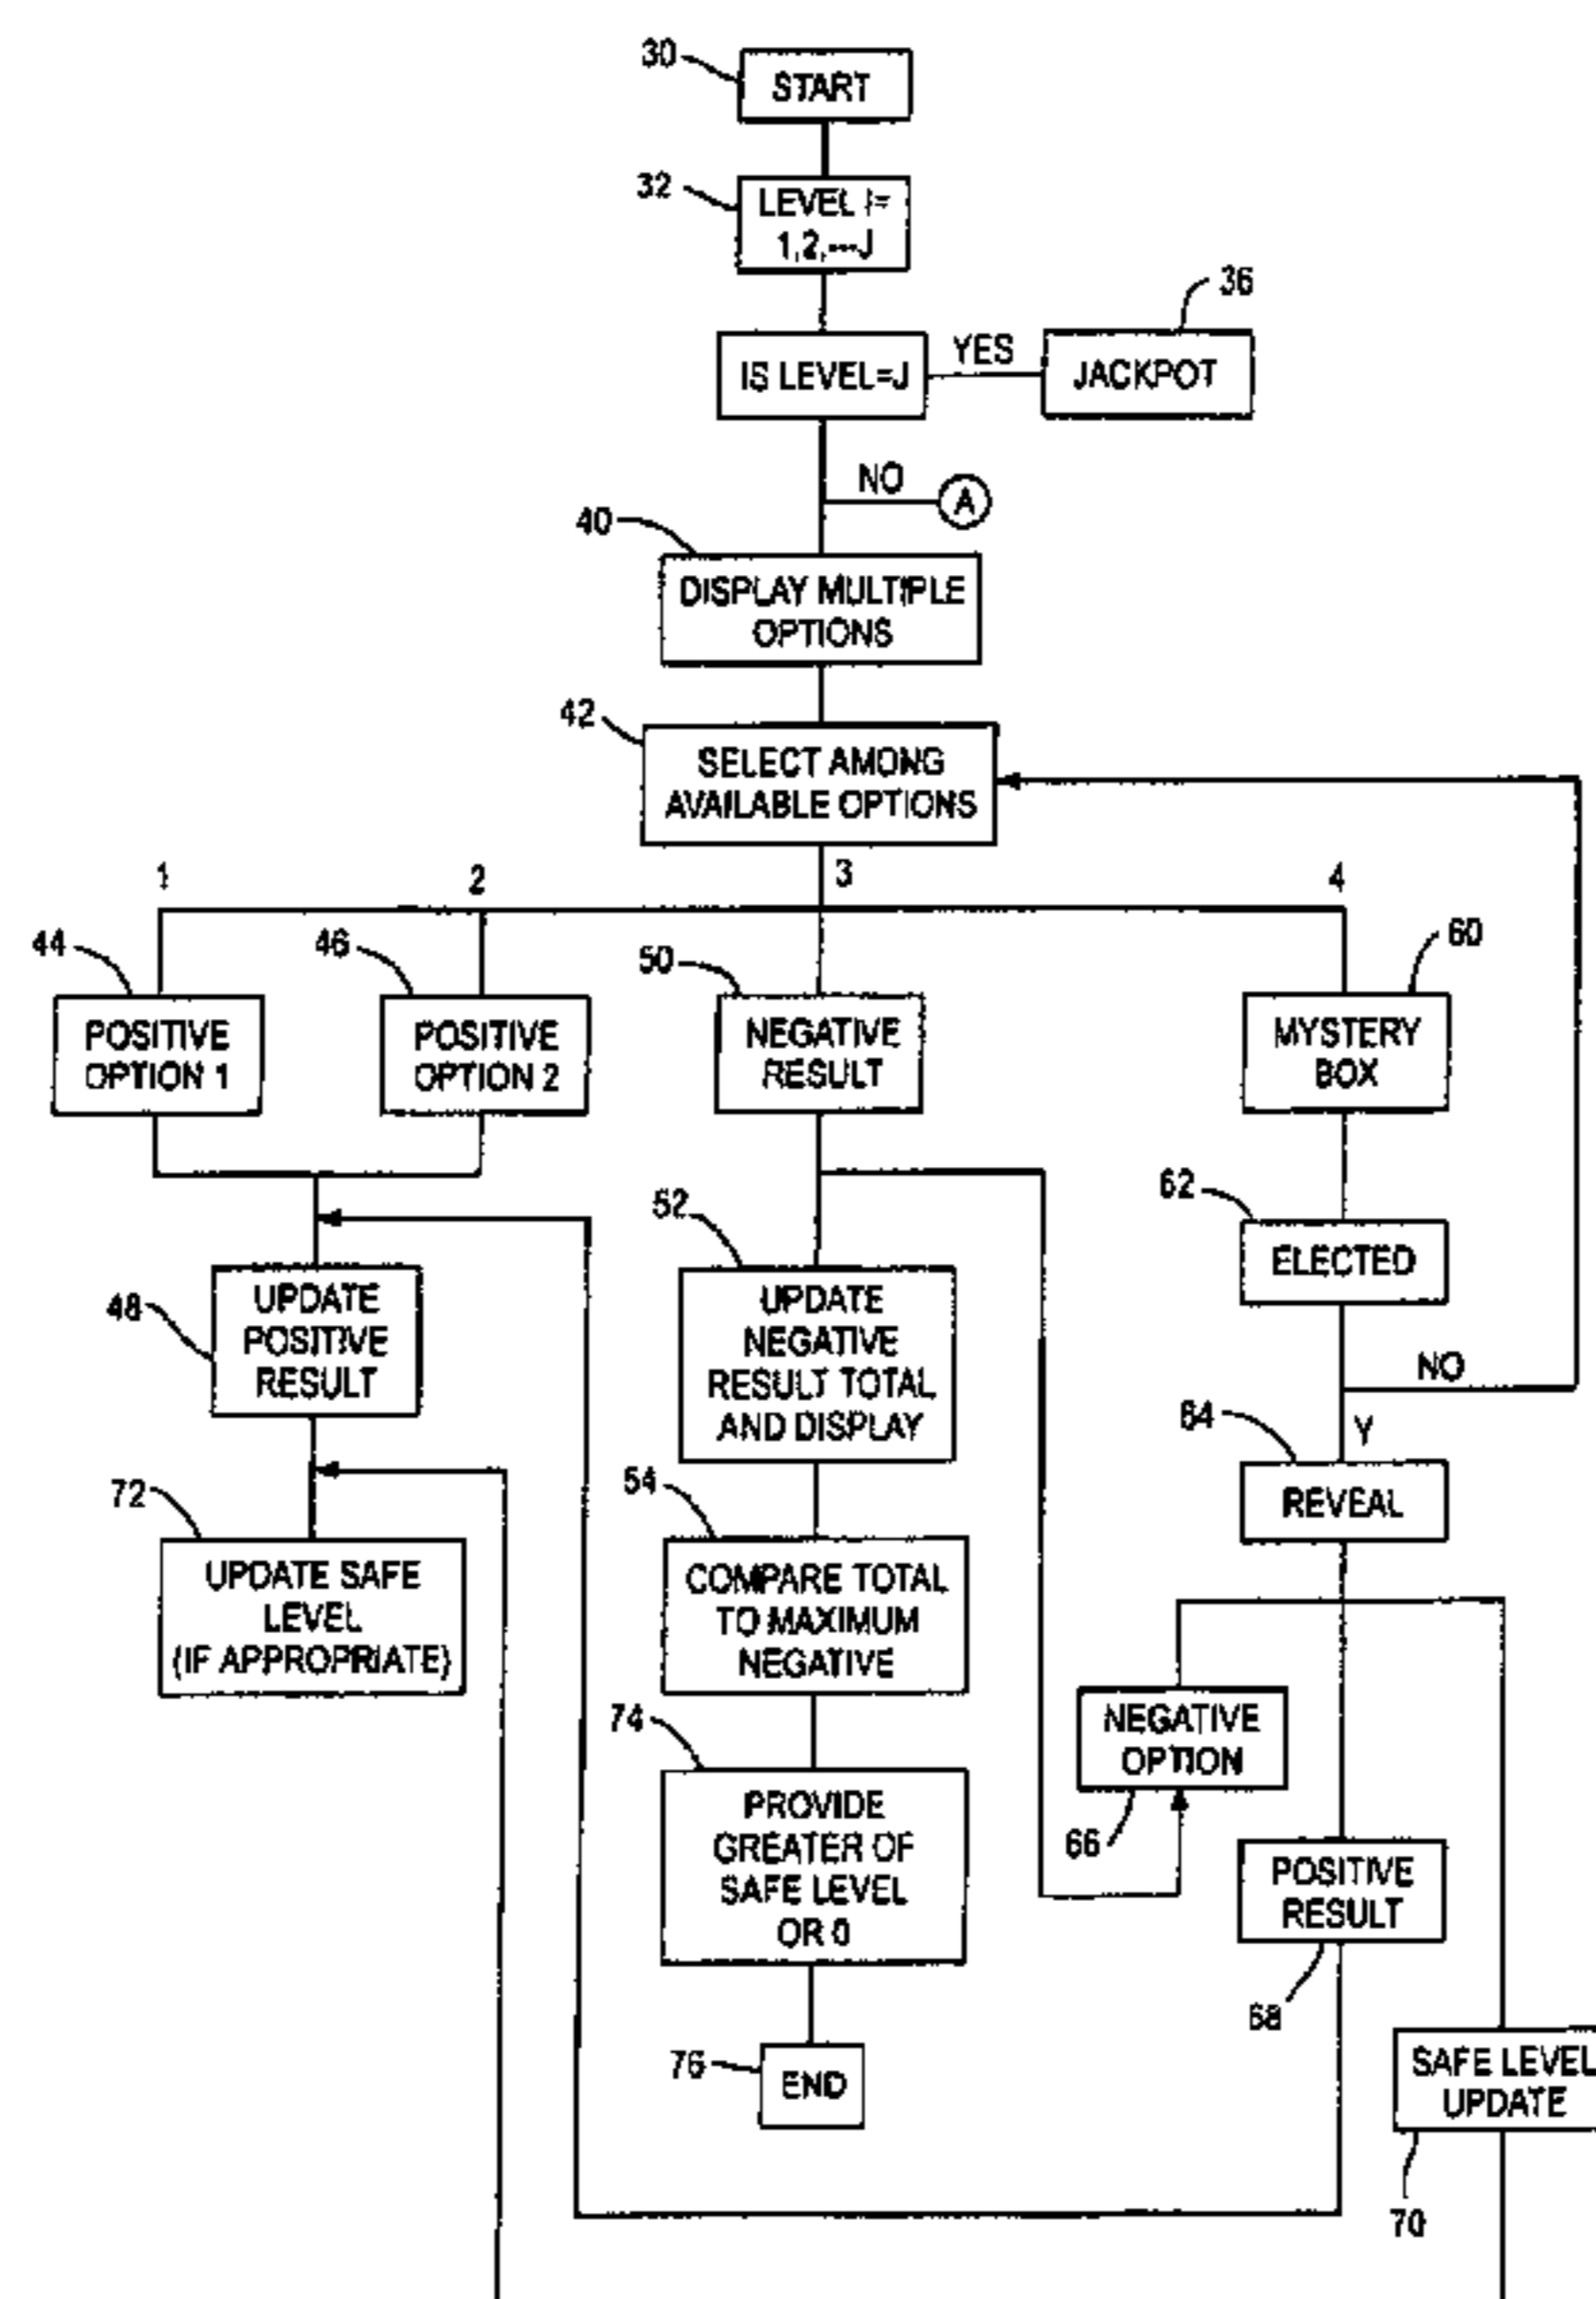 30
START
32
LEVEL I=
1,2,---J
36
IS LEVEL=J
YES
JACKPOT
NO
A
40
DISPLAY MULTIPLE
OPTIONS
42
SELECT AMONG
AVAILABLE OPTIONS
1
2
3
4
44
46
50
60
POSITIVE
OPTION 1
POSITIVE
OPTION 2
NEGATIVE
RESULT
MYSTERY
BOX
52
62
ELECTED
48
UPDATE
POSITIVE
RESULT
UPDATE
NEGATIVE
RESULT TOTAL
AND DISPLAY
NO
64
Y
REVEAL
72
54
UPDATE SAFE
LEVEL
(IF APPROPRIATE)
COMPARE TOTAL
TO MAXIMUM
NEGATIVE
74
NEGATIVE
OPTION
66
PROVIDE
GREATER OF
SAFE LEVEL
OR 0
POSITIVE
RESULT
68
76
END
SAFE LEVEL
UPDATE
70